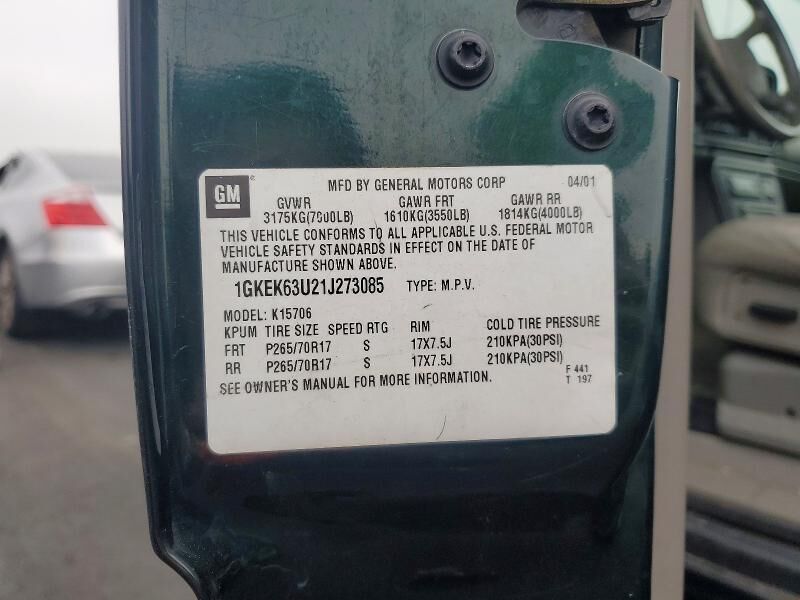 GM
MFD BY GENERAL MOTORS CORP 04/01
GVWR GAWR FRT GAWR RR
3175KG(7000LB) 1610KG(3550LB) 1814KG(4000LB)
THIS VEHICLE CONFORMS TO ALL APPLICABLE U.S. FEDERAL MOTOR
VEHICLE SAFETY STANDARDS IN EFFECT ON THE DATE OF
MANUFACTURE SHOWN ABOVE.
1GKEK63U21J273085 TYPE: M.P.V.
MODEL: K15706
KPUM TIRE SIZE SPEED RTG RIM COLD TIRE PRESSURE
FRT P265/70R17 S 17X7.5J 210KPA(30PSI)
RR P265/70R17 S 17X7.5J 210KPA(30PSI)
SEE OWNER'S MANUAL FOR MORE INFORMATION.
F 441
T 197